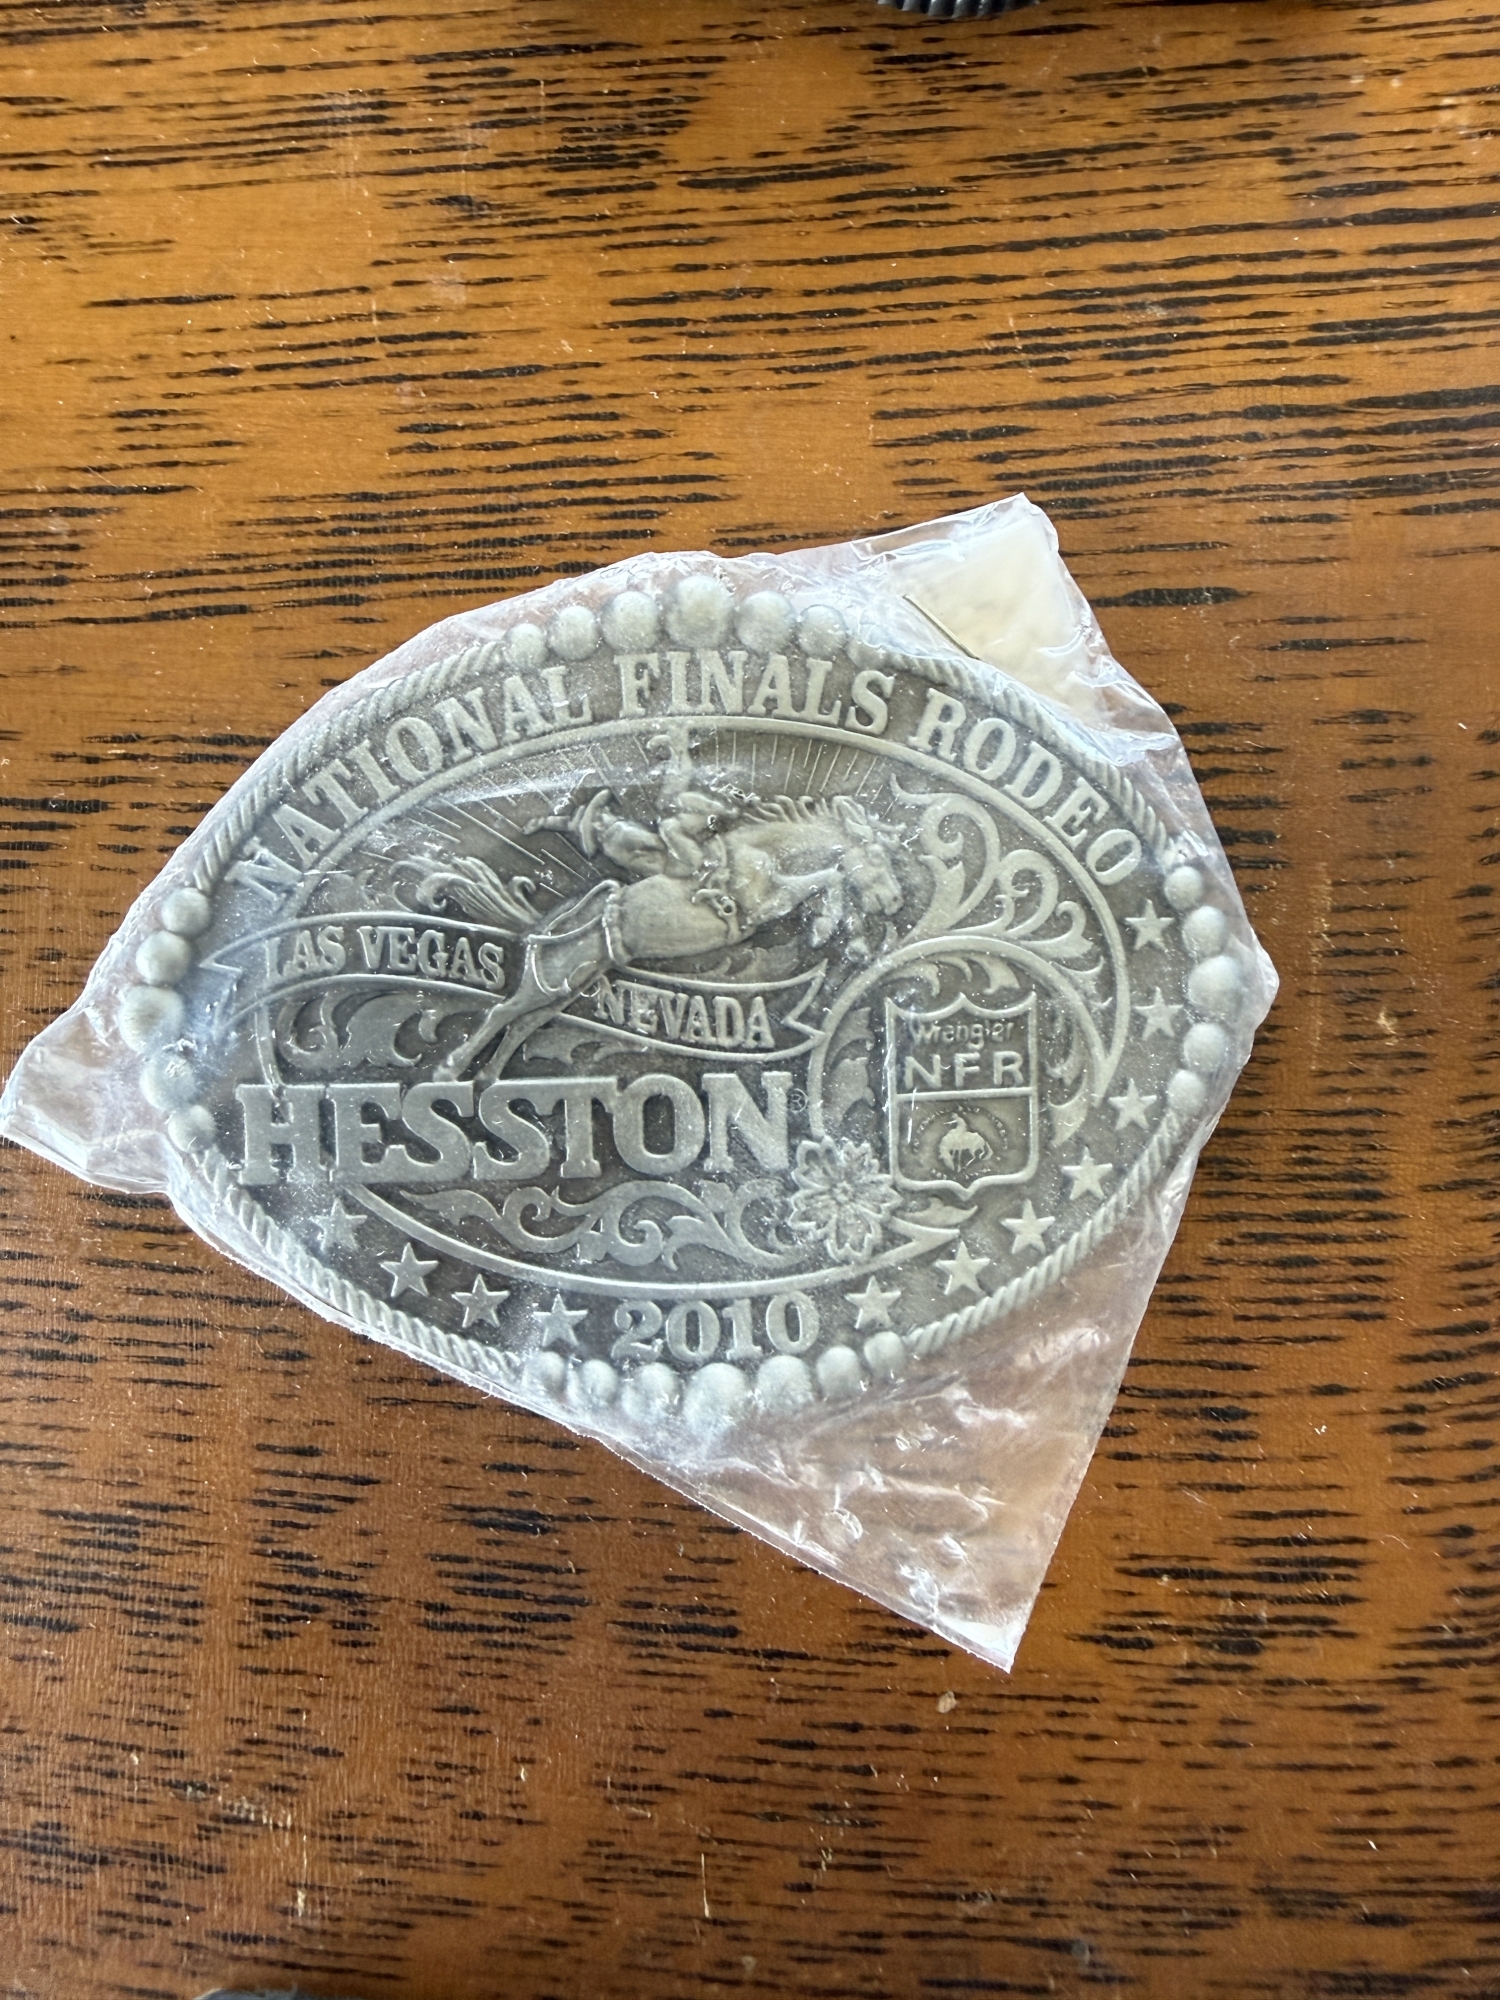 NATIONAL FINALS RODEO
LAS VEGAS
NEVADA
HESSTON®
Wrangler
NFR
2010